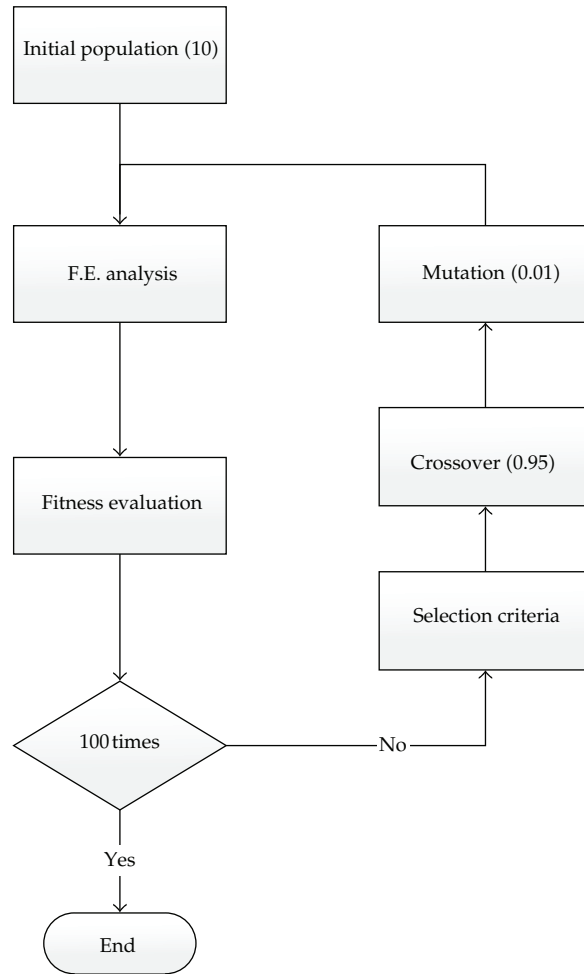 Initial population (10)
F.E. analysis
Fitness evaluation
100 times
Yes
End
No
Selection criteria
Crossover (0.95)
Mutation (0.01)